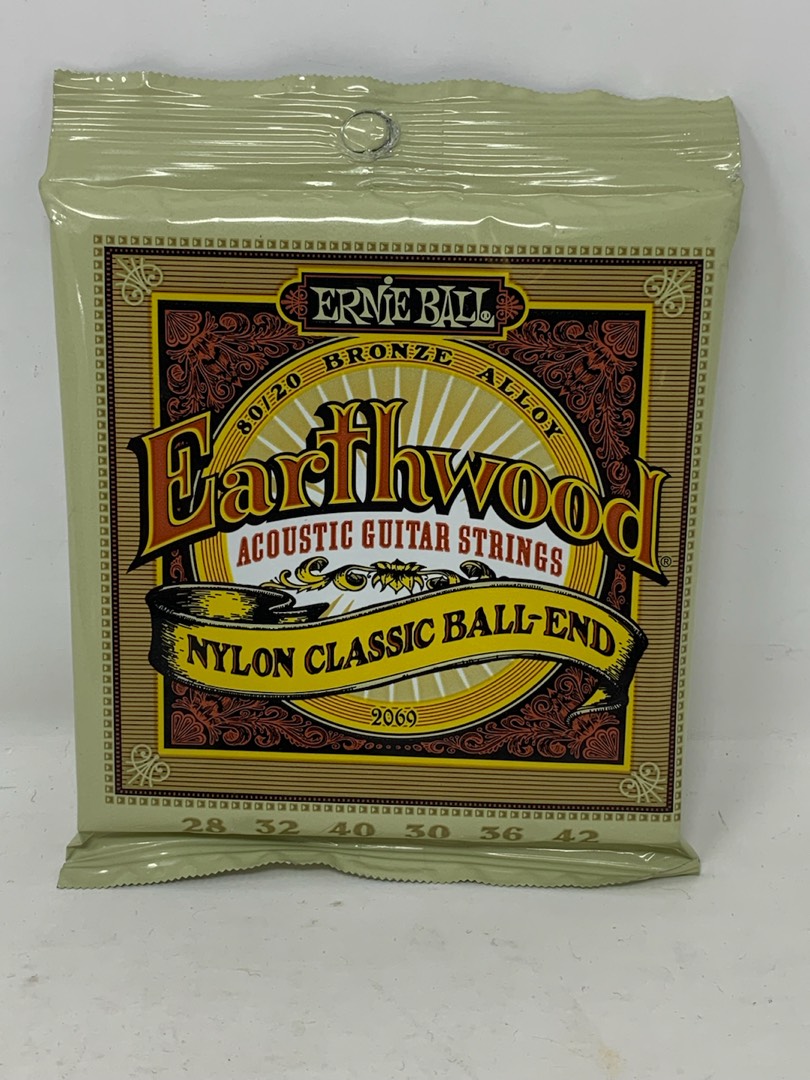 ERNIE BALL®
80/20 BRONZE ALLOY
Earthwood®
ACOUSTIC GUITAR STRINGS
NYLON CLASSIC BALL-END
2069
28 32 40 30 36 42